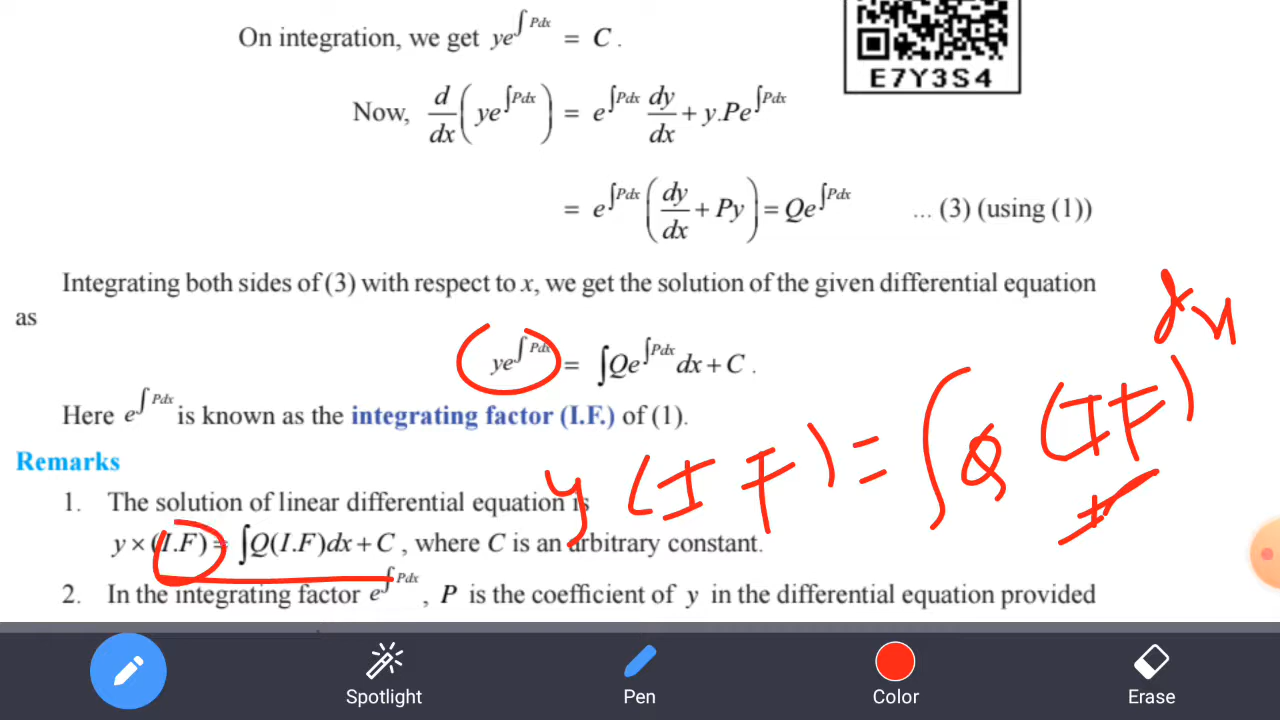 On integration, we get ye^{∫Pdx} = C .
E7Y3S4
Now, d/dx (ye^{∫Pdx}) = e^{∫Pdx} dy/dx + y.Pe^{∫Pdx}
= e^{∫Pdx} (dy/dx + Py) = Qe^{∫Pdx} ... (3) (using (1))
Integrating both sides of (3) with respect to x, we get the solution of the given differential equation
as
ye^{∫Pdx} = ∫Qe^{∫Pdx} dx + C .
Here e^{∫Pdx} is known as the integrating factor (I.F.) of (1).
y (IF) = ∫Q (IF)
Remarks
1. The solution of linear differential equation is
y × (I.F) = ∫Q(I.F)dx + C , where C is an arbitrary constant.
2. In the integrating factor e^{∫Pdx} , P is the coefficient of y in the differential equation provided
Spotlight
Pen
Color
Erase